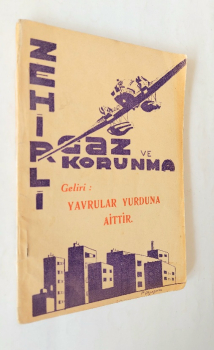 ZEHİRLİ
GAZ VE
KORUNMA
Geliri :
YAVRULAR YURDUNA
AİTTİR.